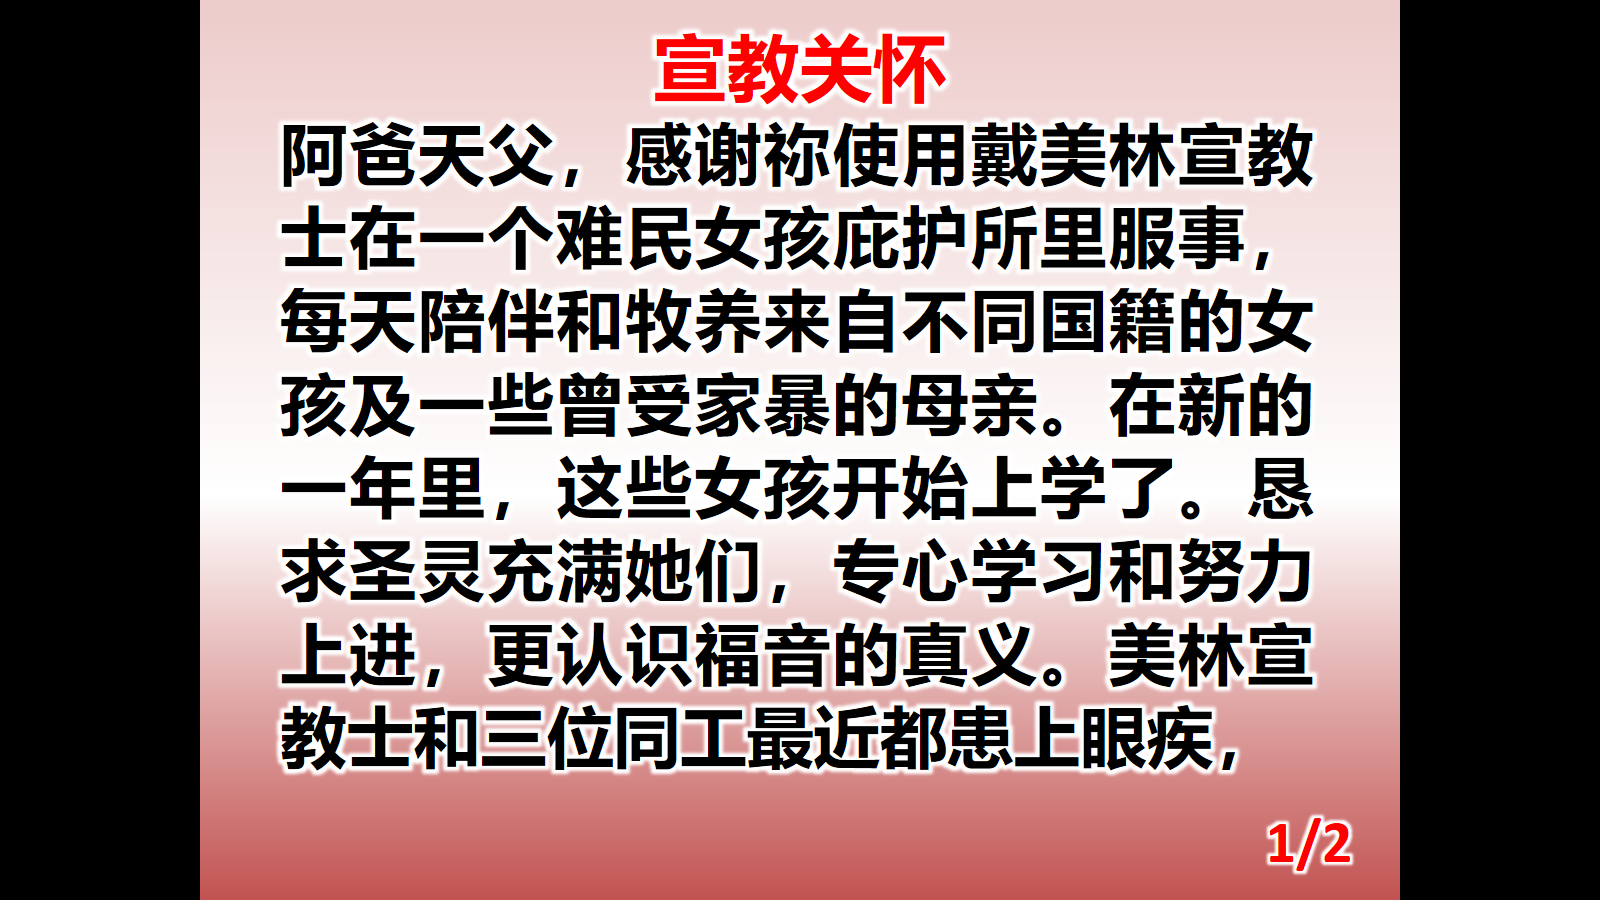 宣教关怀
阿爸天父，感谢祢使用戴美林宣教
士在一个难民女孩庇护所里服事，
每天陪伴和牧养来自不同国籍的女
孩及一些曾受家暴的母亲。在新的
一年里，这些女孩开始上学了。恳
求圣灵充满她们，专心学习和努力
上进，更认识福音的真义。美林宣
教士和三位同工最近都患上眼疾，
1/2